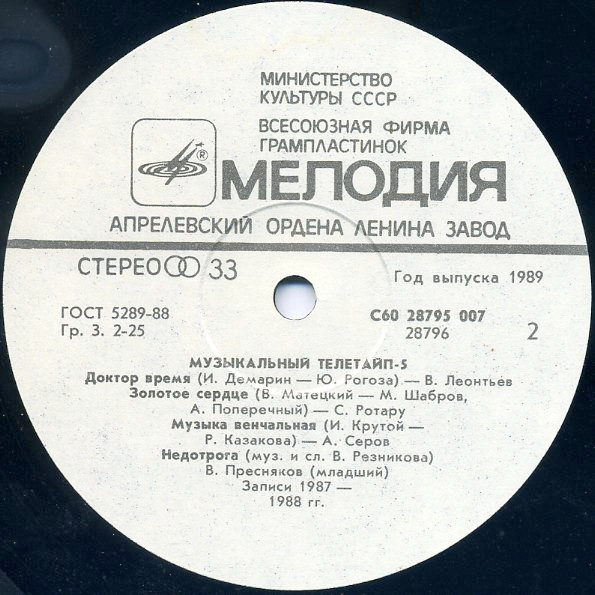 МИНИСТЕРСТВО
КУЛЬТУРЫ СССР
ВСЕСОЮЗНАЯ ФИРМА
ГРАМПЛАСТИНОК
®
МЕЛОДИЯ
АПРЕЛЕВСКИЙ ОРДЕНА ЛЕНИНА ЗАВОД
СТЕРЕО 33
Год выпуска 1989
ГОСТ 5289-88
Гр. 3. 2-25
С60 28795 007
28796
2
МУЗЫКАЛЬНЫЙ ТЕЛЕТАЙП-5
Доктор время (И. Демарин — Ю. Рогоза) — В. Леонтьев
Золотое сердце (В. Матецкий — М. Шабров,
А. Поперечный) — С. Ротару
Музыка венчальная (И. Крутой —
Р. Казакова) — А. Серов
Недотрога (муз. и сл. В. Резникова)
В. Пресняков (младший)
Записи 1987 —
1988 гг.